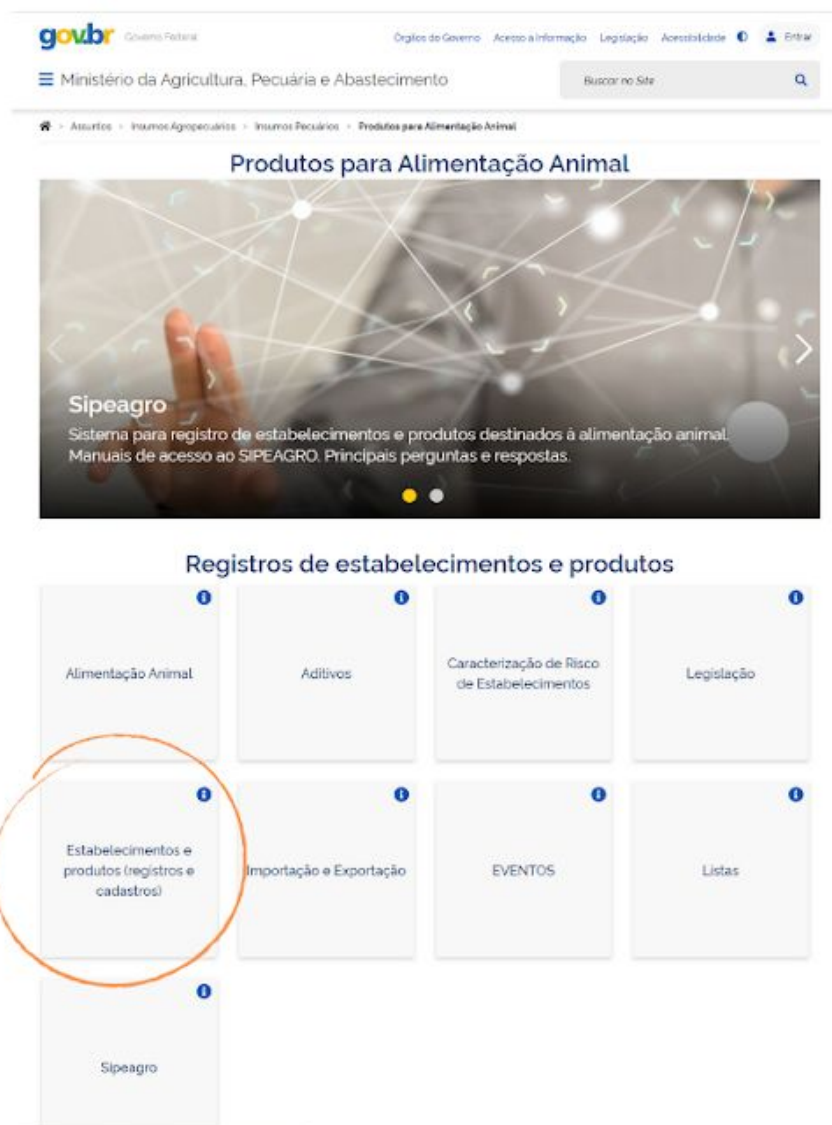 gov.br Governo Federal Órgãos do Governo Acesso à Informação Legislação Acessibilidade Entrar
Ministério da Agricultura, Pecuária e Abastecimento Buscar no Site
> Assuntos > Insumos Agropecuários > Insumos Pecuários > Produtos para Alimentação Animal
Produtos para Alimentação Animal
Sipeagro
Sistema para registro de estabelecimentos e produtos destinados à alimentação animal.
Manuais de acesso ao SIPEAGRO. Principais perguntas e respostas.
Registros de estabelecimentos e produtos
Alimentação Animal
Aditivos
Caracterização de Risco
de Estabelecimentos
Legislação
Estabelecimentos e
produtos (registros e
cadastros)
Importação e Exportação
EVENTOS
Listas
Sipeagro